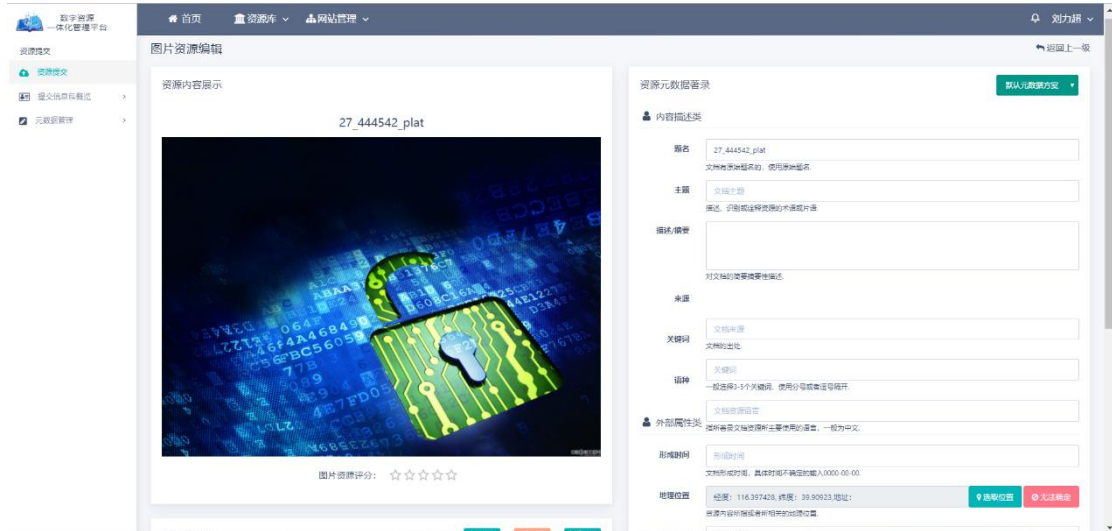 数字资源
一体化管理平台
首页
资源库
网站管理
刘力超
资源提交
资源提交
提交信息和概览
元数据管理
图片资源编辑
返回上一级
资源内容展示
27_444542_plat
图片资源评分:
资源元数据著录
默认元数据方案
内容描述类
题名
27_444542_plat
文档有原始题名的，使用原始题名.
主题
文档主题
描述、识别或诠释资源的术语或片语.
描述/摘要
对文档的简要摘要性描述.
来源
文档来源
关键词
文档的出处.
关键词
语种
一般选择3-5个关键词，使用分号或者逗号隔开.
文档资源语言
外部属性类
指所著录文档资源所主要使用的语言，一般为中文.
形成时间
形成时间
文档形成时间，具体时间不确定的输入0000-00-00.
地理位置
经度：116.397428, 纬度：39.90923,地址：
选取位置
无法确定
资源内容所描或者所相关的地理位置.